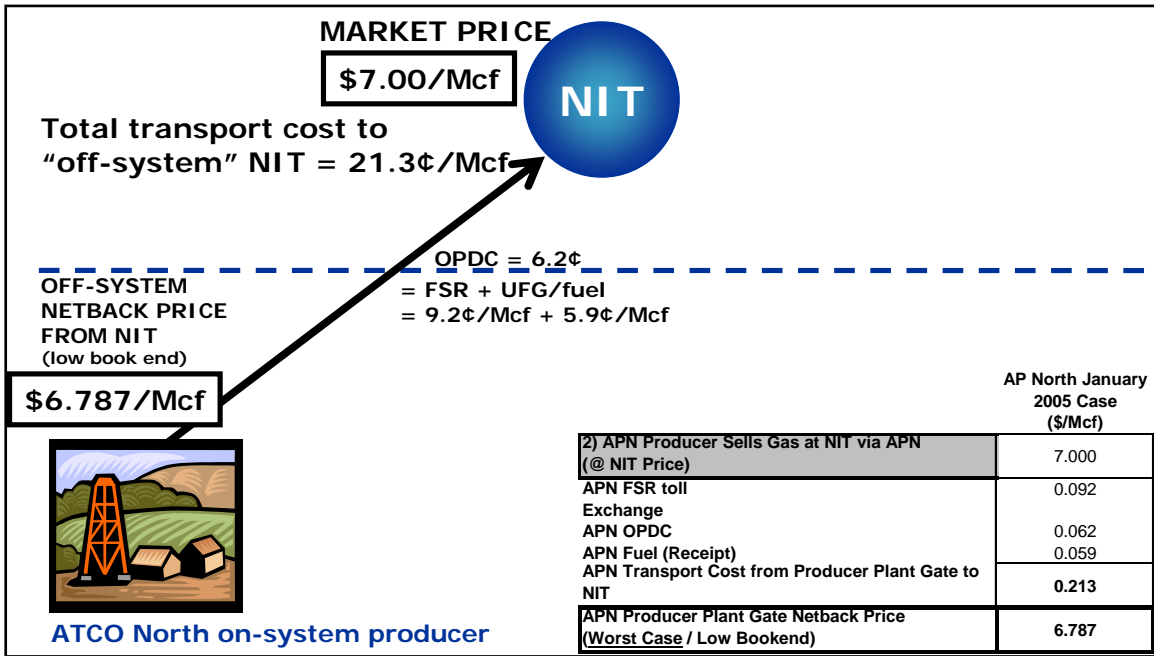 MARKET PRICE
$7.00/Mcf
NIT
Total transport cost to
“off-system” NIT = 21.3¢/Mcf
OPDC = 6.2¢
= FSR + UFG/fuel
= 9.2¢/Mcf + 5.9¢/Mcf
OFF-SYSTEM
NETBACK PRICE
FROM NIT
(low book end)
$6.787/Mcf
ATCO North on-system producer
AP North January
2005 Case
($/Mcf)
2) APN Producer Sells Gas at NIT via APN
(@ NIT Price) 7.000
APN FSR toll 0.092
Exchange
APN OPDC 0.062
APN Fuel (Receipt) 0.059
APN Transport Cost from Producer Plant Gate to
NIT 0.213
APN Producer Plant Gate Netback Price
(Worst Case / Low Bookend) 6.787